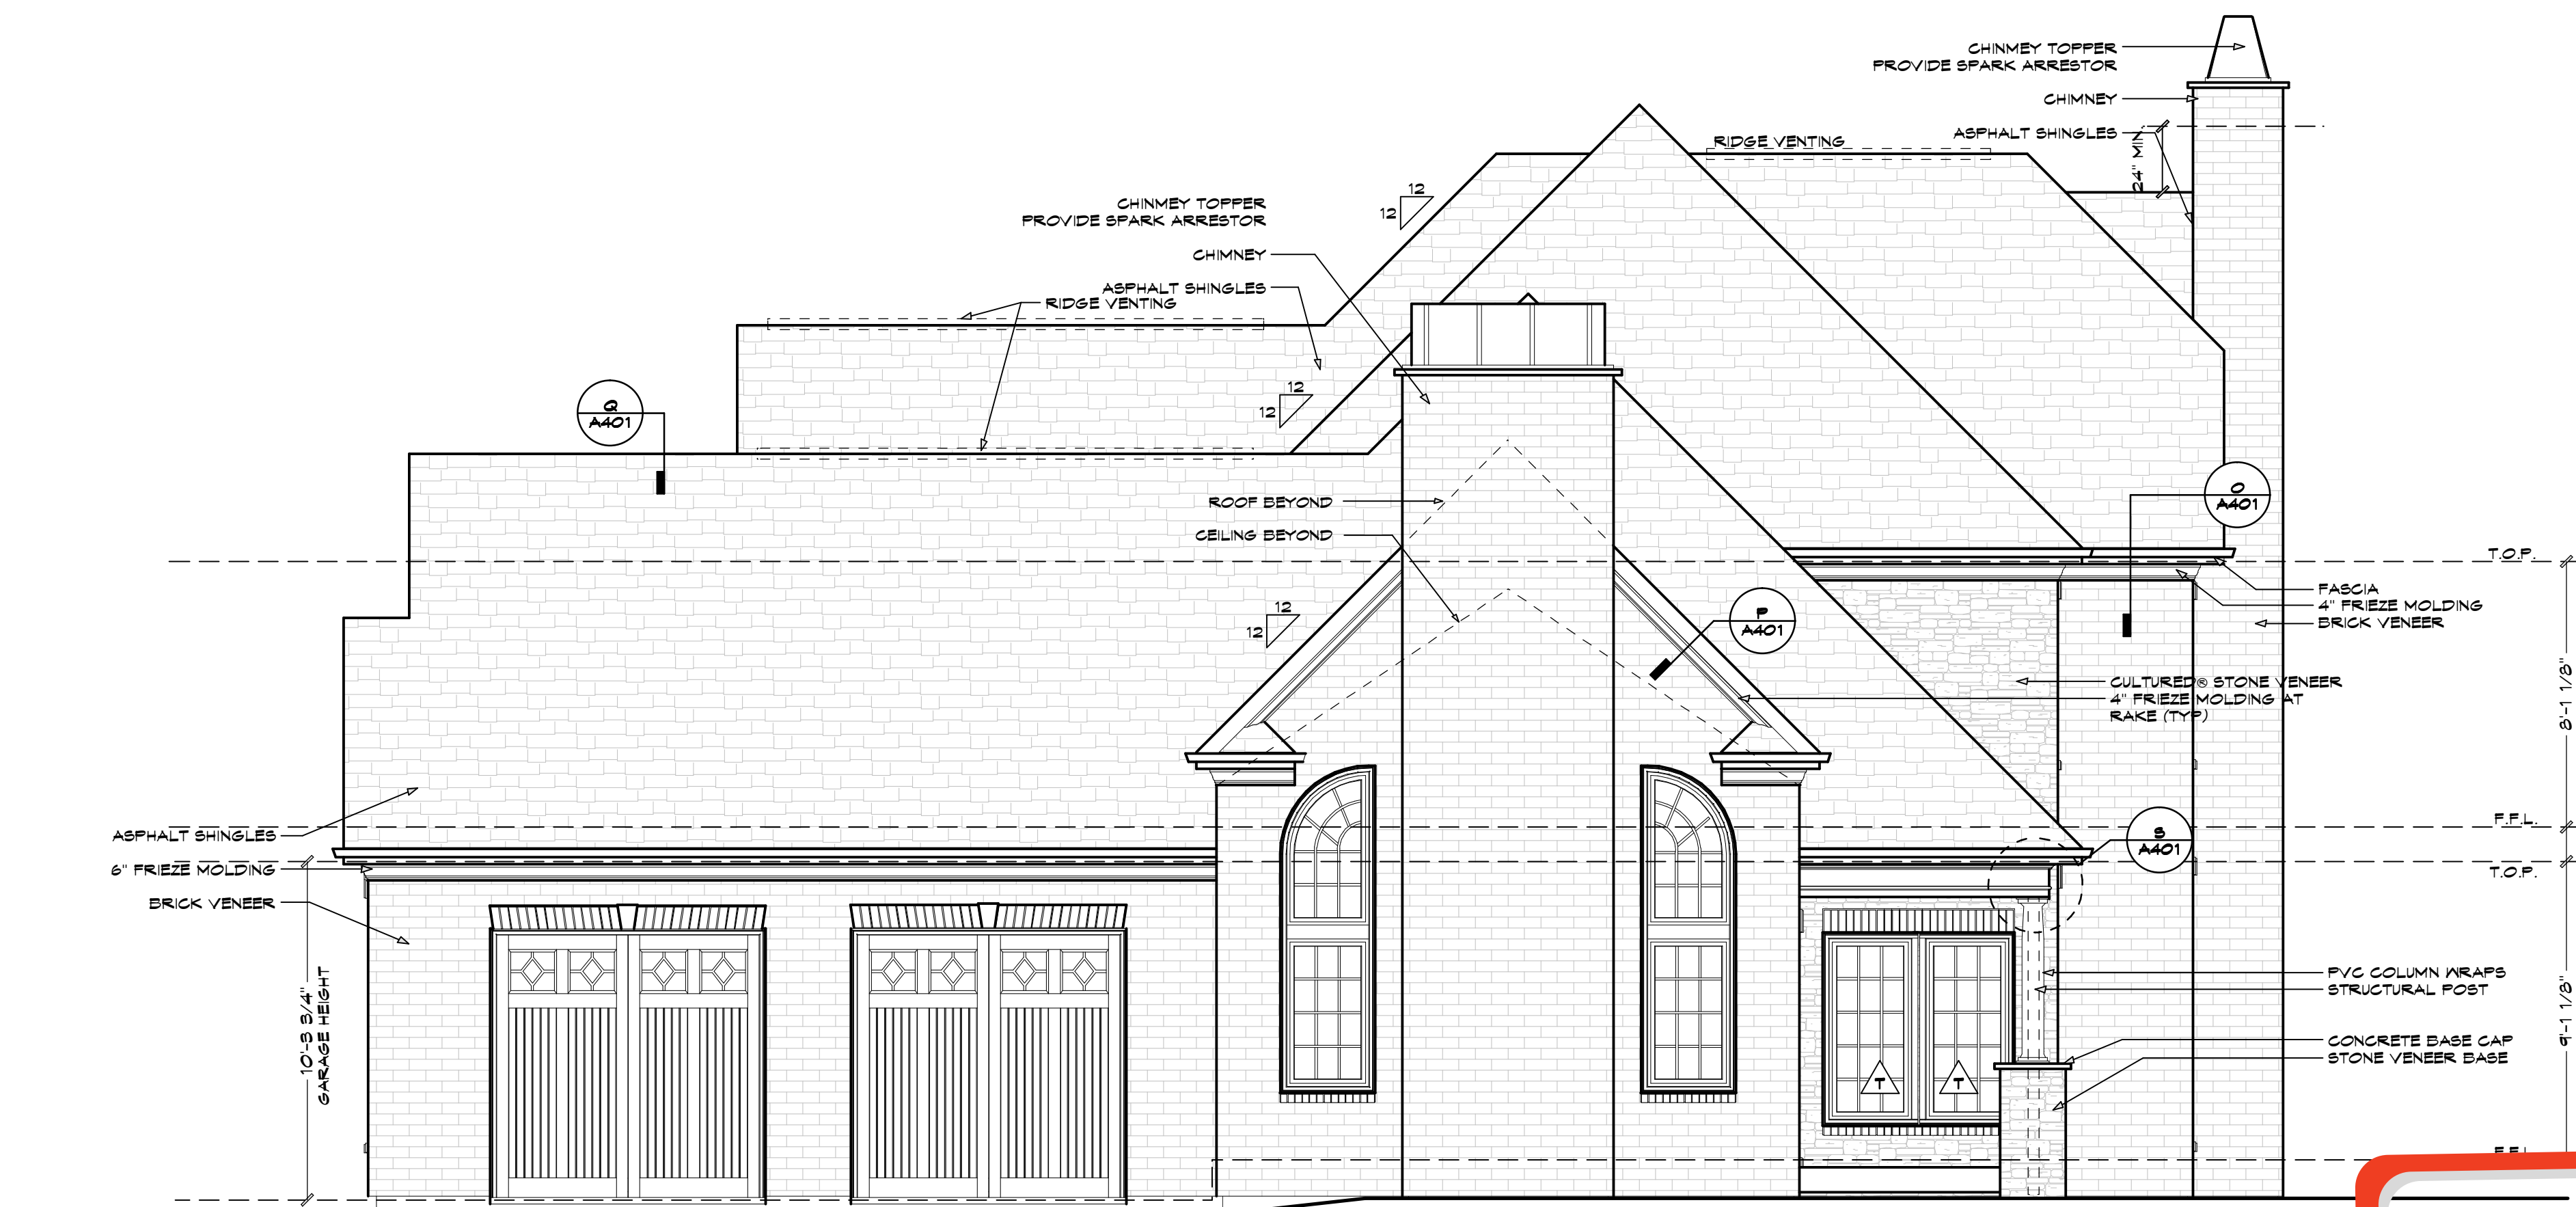 CHINMEY TOPPER
PROVIDE SPARK ARRESTOR
CHIMNEY
ASPHALT SHINGLES
24" MIN
RIDGE VENTING
12
12
CHINMEY TOPPER
PROVIDE SPARK ARRESTOR
CHIMNEY
ASPHALT SHINGLES
RIDGE VENTING
12
12
Q
A401
ROOF BEYOND
CEILING BEYOND
O
A401
T.O.P.
FASCIA
4" FRIEZE MOLDING
BRICK VENEER
12
12
P
A401
CULTURED® STONE VENEER
4" FRIEZE MOLDING AT
RAKE (TYP)
8'-1 1/8"
ASPHALT SHINGLES
6" FRIEZE MOLDING
BRICK VENEER
F.F.L.
S
A401
T.O.P.
10'-3 3/4"
GARAGE HEIGHT
PVC COLUMN WRAPS
STRUCTURAL POST
CONCRETE BASE CAP
STONE VENEER BASE
9'-1 1/8"
T
T